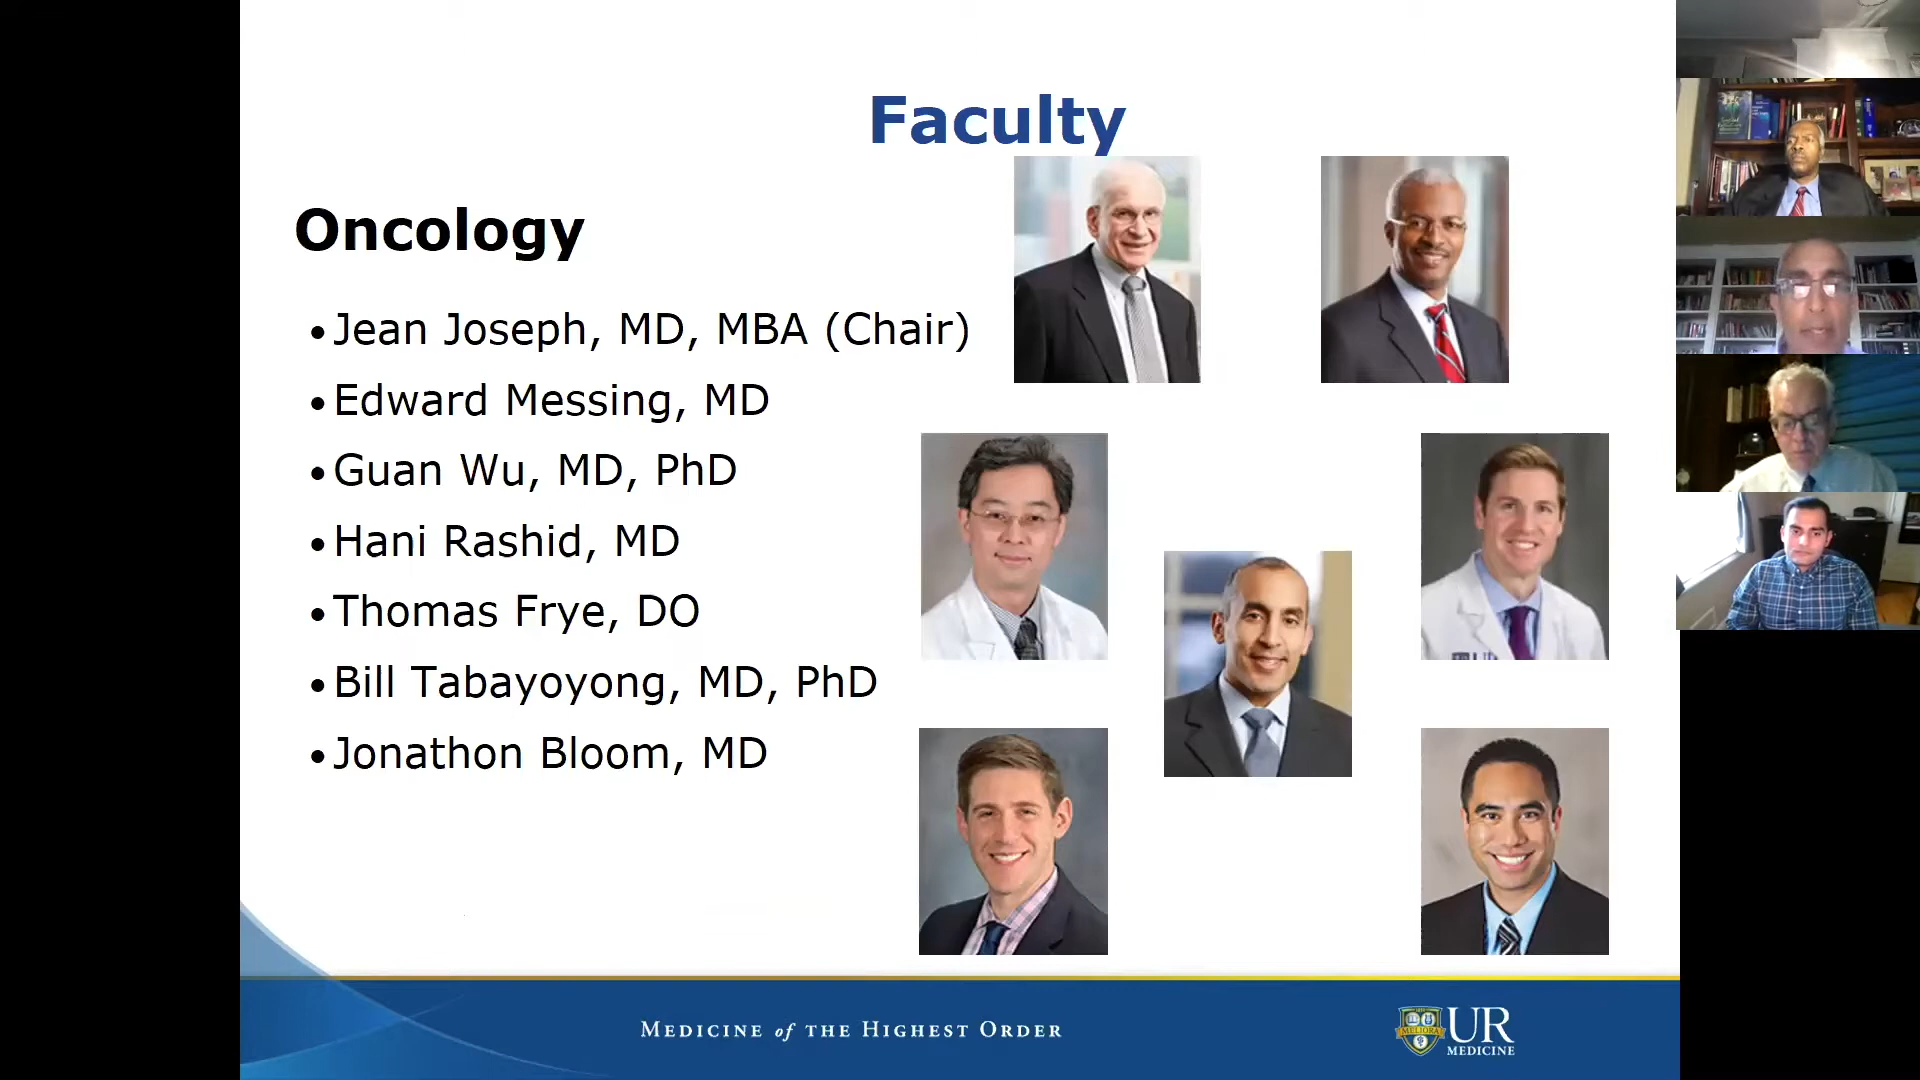 Faculty
Oncology
• Jean Joseph, MD, MBA (Chair)
• Edward Messing, MD
• Guan Wu, MD, PhD
• Hani Rashid, MD
• Thomas Frye, DO
• Bill Tabayoyong, MD, PhD
• Jonathon Bloom, MD
MEDICINE of THE HIGHEST ORDER
MELIORA
UR
MEDICINE